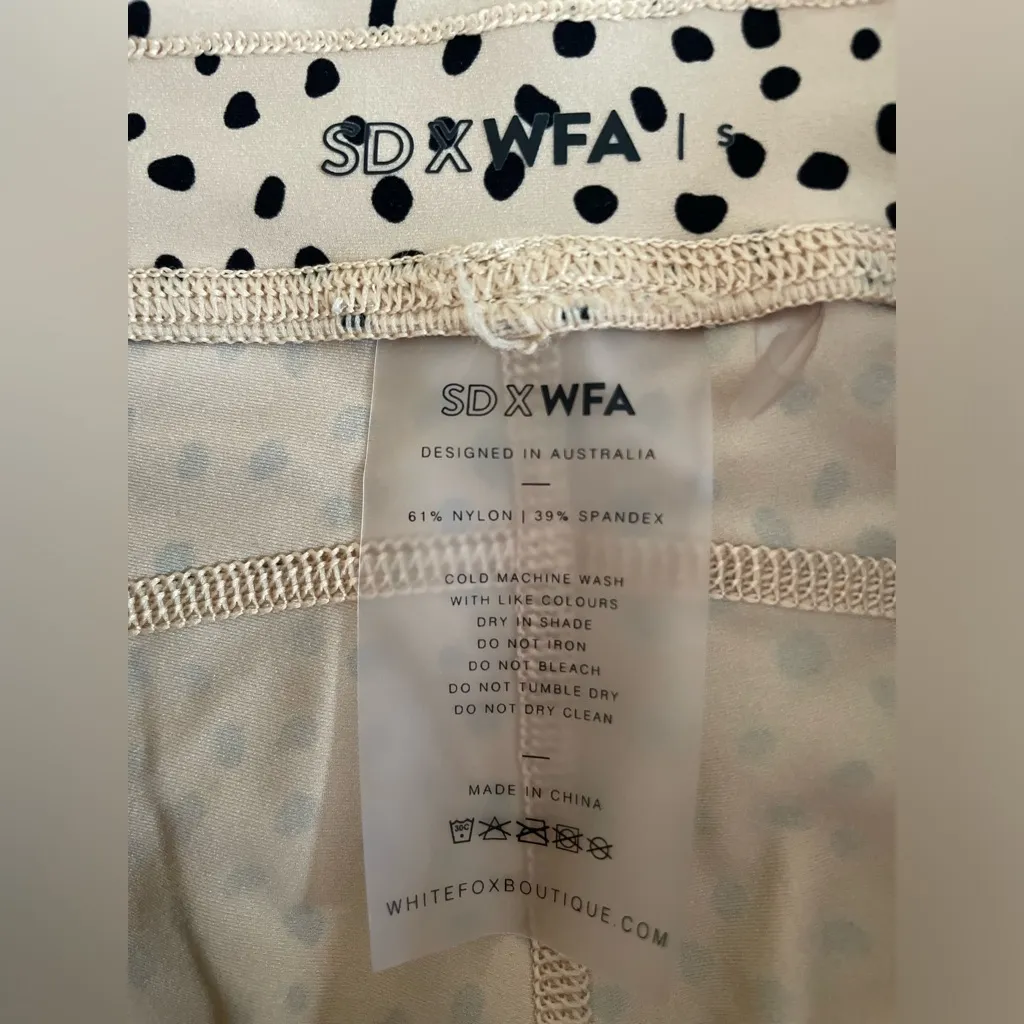 SD X WFA | S
SD X WFA
DESIGNED IN AUSTRALIA
61% NYLON | 39% SPANDEX
COLD MACHINE WASH
WITH LIKE COLOURS
DRY IN SHADE
DO NOT IRON
DO NOT BLEACH
DO NOT TUMBLE DRY
DO NOT DRY CLEAN
MADE IN CHINA
30C
WHITEFOXBOUTIQUE.COM